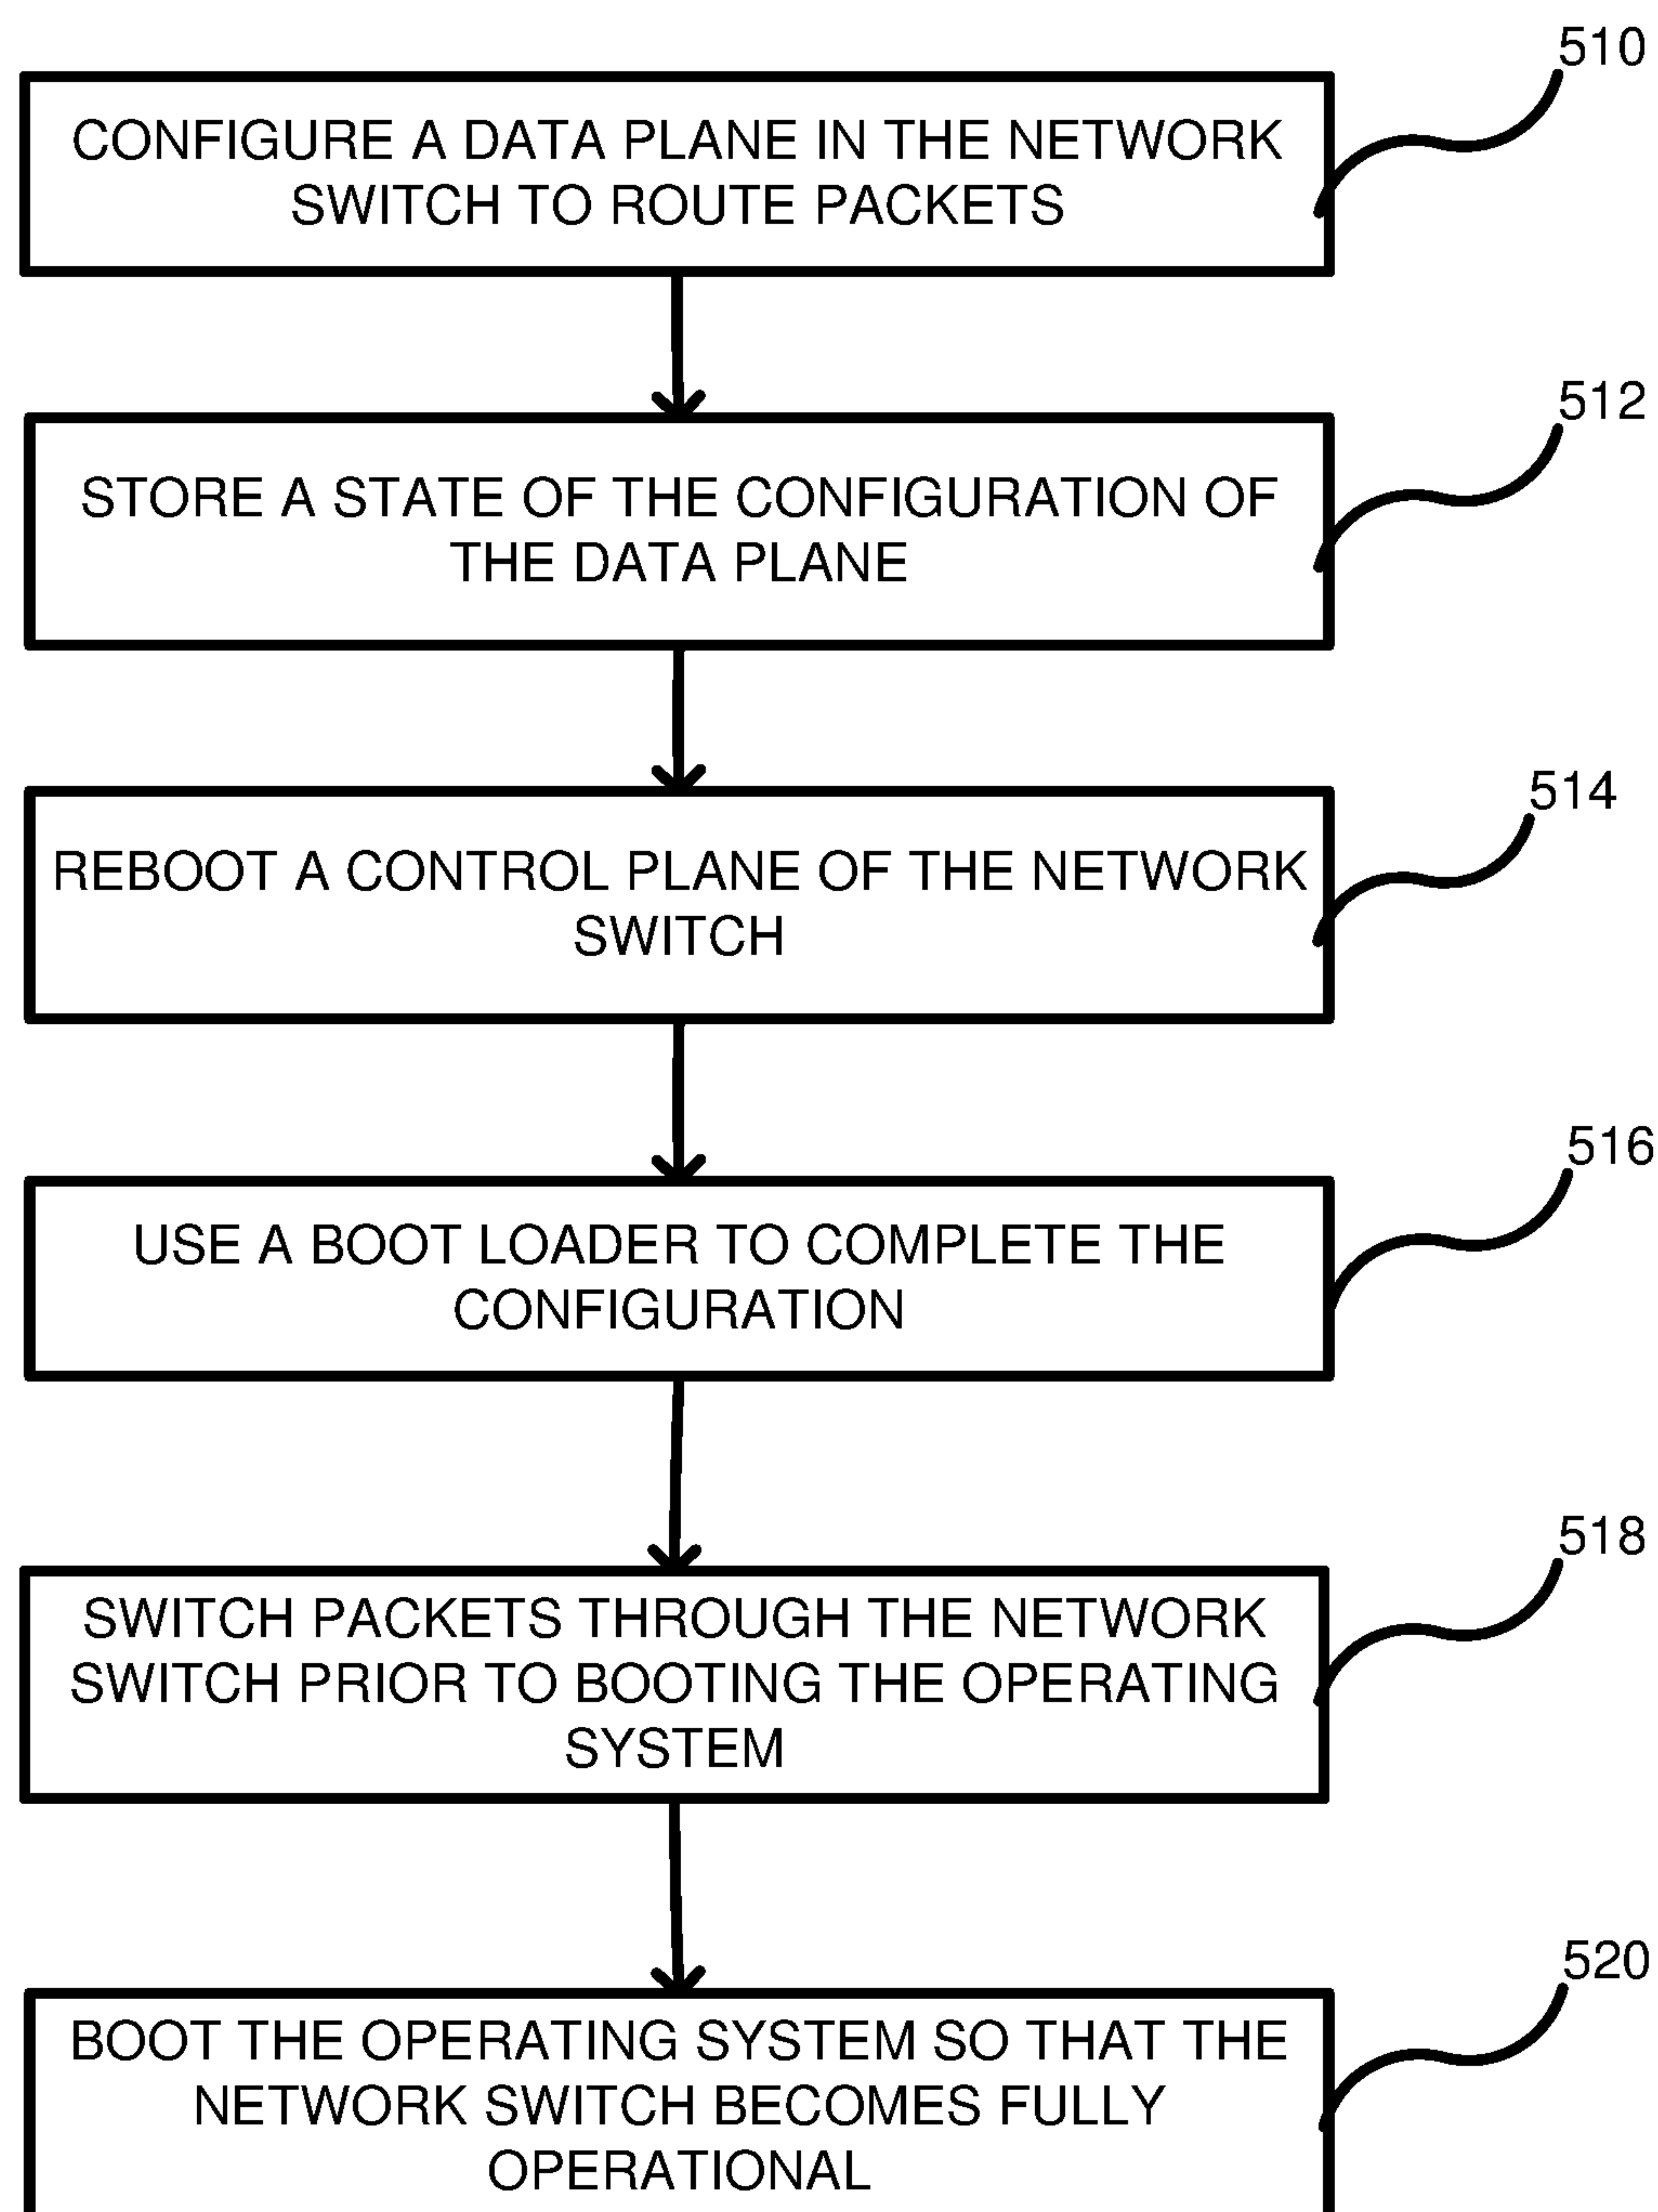 510
CONFIGURE A DATA PLANE IN THE NETWORK
SWITCH TO ROUTE PACKETS
512
STORE A STATE OF THE CONFIGURATION OF
THE DATA PLANE
514
REBOOT A CONTROL PLANE OF THE NETWORK
SWITCH
516
USE A BOOT LOADER TO COMPLETE THE
CONFIGURATION
518
SWITCH PACKETS THROUGH THE NETWORK
SWITCH PRIOR TO BOOTING THE OPERATING
SYSTEM
520
BOOT THE OPERATING SYSTEM SO THAT THE
NETWORK SWITCH BECOMES FULLY
OPERATIONAL